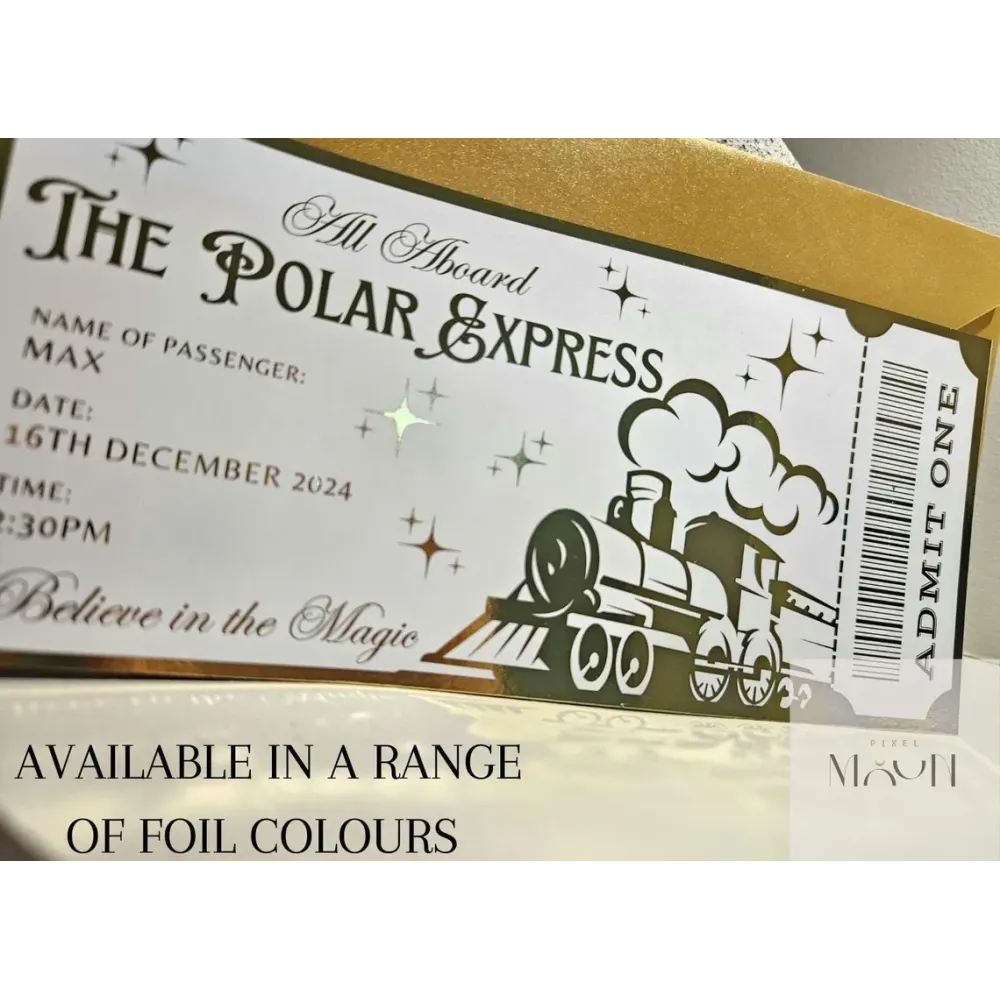 All Aboard
THE POLAR EXPRESS
NAME OF PASSENGER:
MAX
DATE:
16TH DECEMBER 2024
TIME:
:30PM
Believe in the Magic
ADMIT ONE
AVAILABLE IN A RANGE
OF FOIL COLOURS
PIXEL
MOON